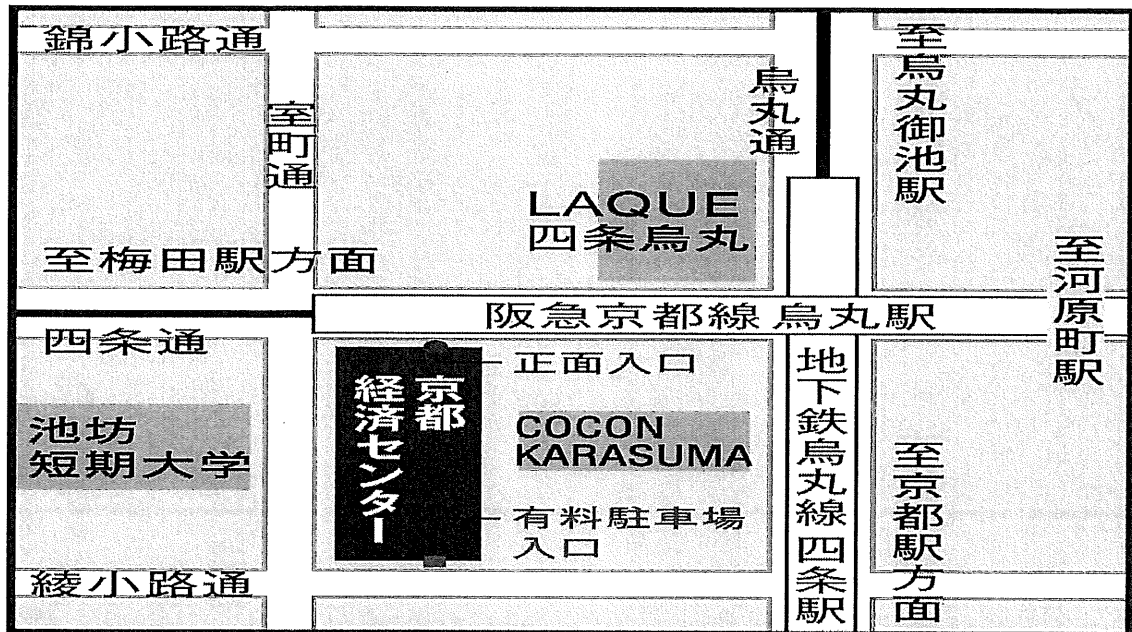 錦小路通
室町通
烏丸通
至烏丸御池駅
LAQUE
四条烏丸
至梅田駅方面
至河原町駅
阪急京都線 烏丸駅
四条通
正面入口
京都
経済センター
地下鉄烏丸線 四条駅
池坊
短期大学
COCON
KARASUMA
至京都駅方面
有料駐車場
入口
綾小路通